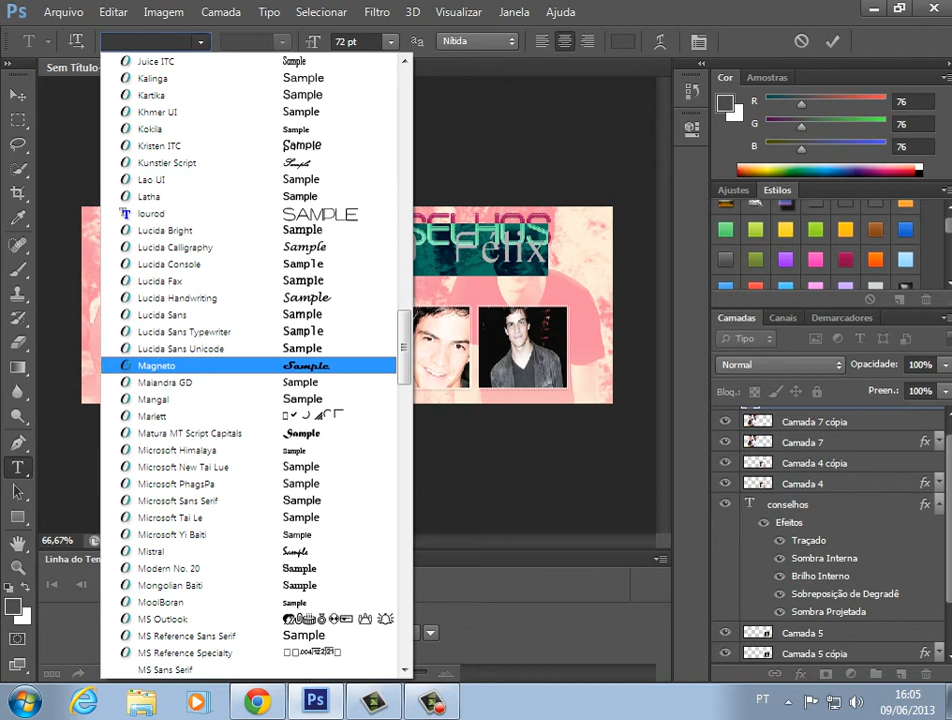 Ps Arquivo Editar Imagem Camada Tipo Selecionar Filtro 3D Visualizar Janela Ajuda
T 72 pt aa Nítida
Sem Título-
Juice ITC Sample
Kalinga Sample
Kartika Sample
Khmer UI Sample
Kokila Sample
Kristen ITC Sample
Kunstler Script Sample
Lao UI Sample
Latha Sample
lourod SAMPLE
Lucida Bright Sample
Lucida Calligraphy Sample
Lucida Console Sample
Lucida Fax Sample
Lucida Handwriting Sample
Lucida Sans Sample
Lucida Sans Typewriter Sample
Lucida Sans Unicode Sample
Magneto Sample
Maiandra GD Sample
Mangal Sample
Marlett
Matura MT Script Capitals Sample
Microsoft Himalaya Sample
Microsoft New Tai Lue Sample
Microsoft PhagsPa Sample
Microsoft Sans Serif Sample
Microsoft Tai Le Sample
Microsoft Yi Baiti Sample
Mistral Sample
Modern No. 20 Sample
Mongolian Baiti Sample
MoolBoran Sample
MS Outlook
MS Reference Sans Serif Sample
MS Reference Specialty
MS Sans Serif
SELHOS
Felix
66,67%
Linha do Tem
Cor Amostras
R 76
G 76
B 76
Ajustes Estilos
Camadas Canais Demarcadores
Tipo
Normal Opacidade: 100%
Bloq.: Preen.: 100%
Camada 7 cópia
Camada 7 fx
Camada 4 cópia
Camada 4 fx
T conselhos fx
Efeitos
Traçado
Sombra Interna
Brilho Interno
Sobreposição de Degradê
Sombra Projetada
Camada 5
Camada 5 cópia fx
Ps PT 16:05
09/06/2013